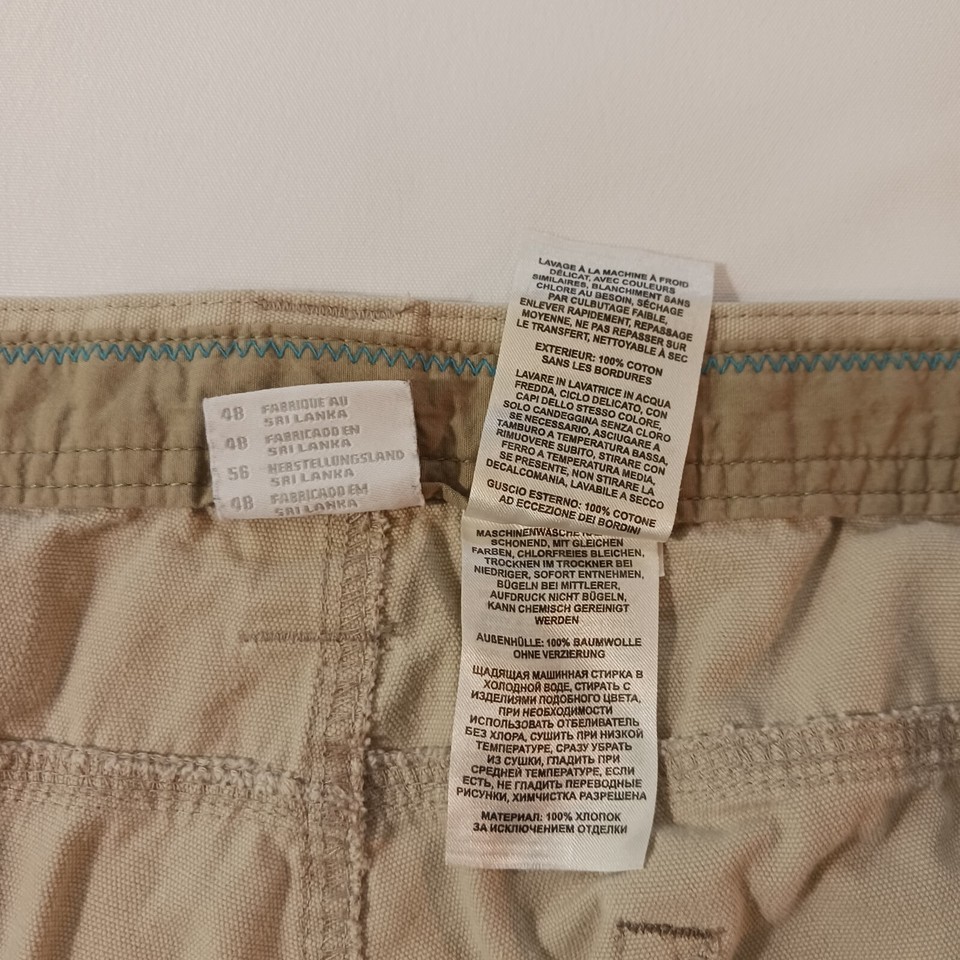 48 FABRIQUE AU
SRI LANKA
48 FABRICADO EN
SRI LANKA
56 HERSTELLUNGSLAND
SRI LANKA
48 FABRICADO EM
SRI LANKA
LAVAGE À LA MACHINE À FROID
DÉLICAT, AVEC COULEURS
SIMILAIRES, BLANCHIMENT SANS
CHLORE AU BESOIN, SÉCHAGE
PAR CULBUTAGE FAIBLE,
ENLEVER RAPIDEMENT, REPASSAGE
MOYENNE, NE PAS REPASSER SUR
LE TRANSFERT, NETTOYABLE À SEC
EXTERIEUR: 100% COTON
SANS LES BORDURES
LAVARE IN LAVATRICE IN ACQUA
FREDDA, CICLO DELICATO, CON
CAPI DELLO STESSO COLORE,
SOLO CANDEGGINA SENZA CLORO
SE NECESSARIO, ASCIUGARE A
TAMBURO A TEMPERATURA BASSA,
RIMUOVERE SUBITO, STIRARE CON
FERRO A TEMPERATURA MEDIA,
SE PRESENTE, NON STIRARE LA
DECALCOMANIA, LAVABILE A SECCO
GUSCIO ESTERNO: 100% COTONE
AD ECCEZIONE DEI BORDINI
MASCHINENWÄSCHE
SCHONEND, MIT GLEICHEN
FARBEN, CHLORFREIES BLEICHEN,
TROCKNEN IM TROCKNER BEI
NIEDRIGER, SOFORT ENTNEHMEN,
BÜGELN BEI MITTLERER,
AUFDRUCK NICHT BÜGELN,
KANN CHEMISCH GEREINIGT
WERDEN
AUßENHÜLLE: 100% BAUMWOLLE
OHNE VERZIERUNG
ЩАДЯЩАЯ МАШИННАЯ СТИРКА В
ХОЛОДНОЙ ВОДЕ, СТИРАТЬ С
ИЗДЕЛИЯМИ ПОДОБНОГО ЦВЕТА,
ПРИ НЕОБХОДИМОСТИ
ИСПОЛЬЗОВАТЬ ОТБЕЛИВАТЕЛЬ
БЕЗ ХЛОРА, СУШИТЬ ПРИ НИЗКОЙ
ТЕМПЕРАТУРЕ, СРАЗУ УБРАТЬ
ИЗ СУШКИ, ГЛАДИТЬ ПРИ
СРЕДНЕЙ ТЕМПЕРАТУРЕ, ЕСЛИ
ЕСТЬ, НЕ ГЛАДИТЬ ПЕРЕВОДНЫЕ
РИСУНКИ, ХИМЧИСТКА РАЗРЕШЕНА
МАТЕРИАЛ: 100% ХЛОПОК
ЗА ИСКЛЮЧЕНИЕМ ОТДЕЛКИ